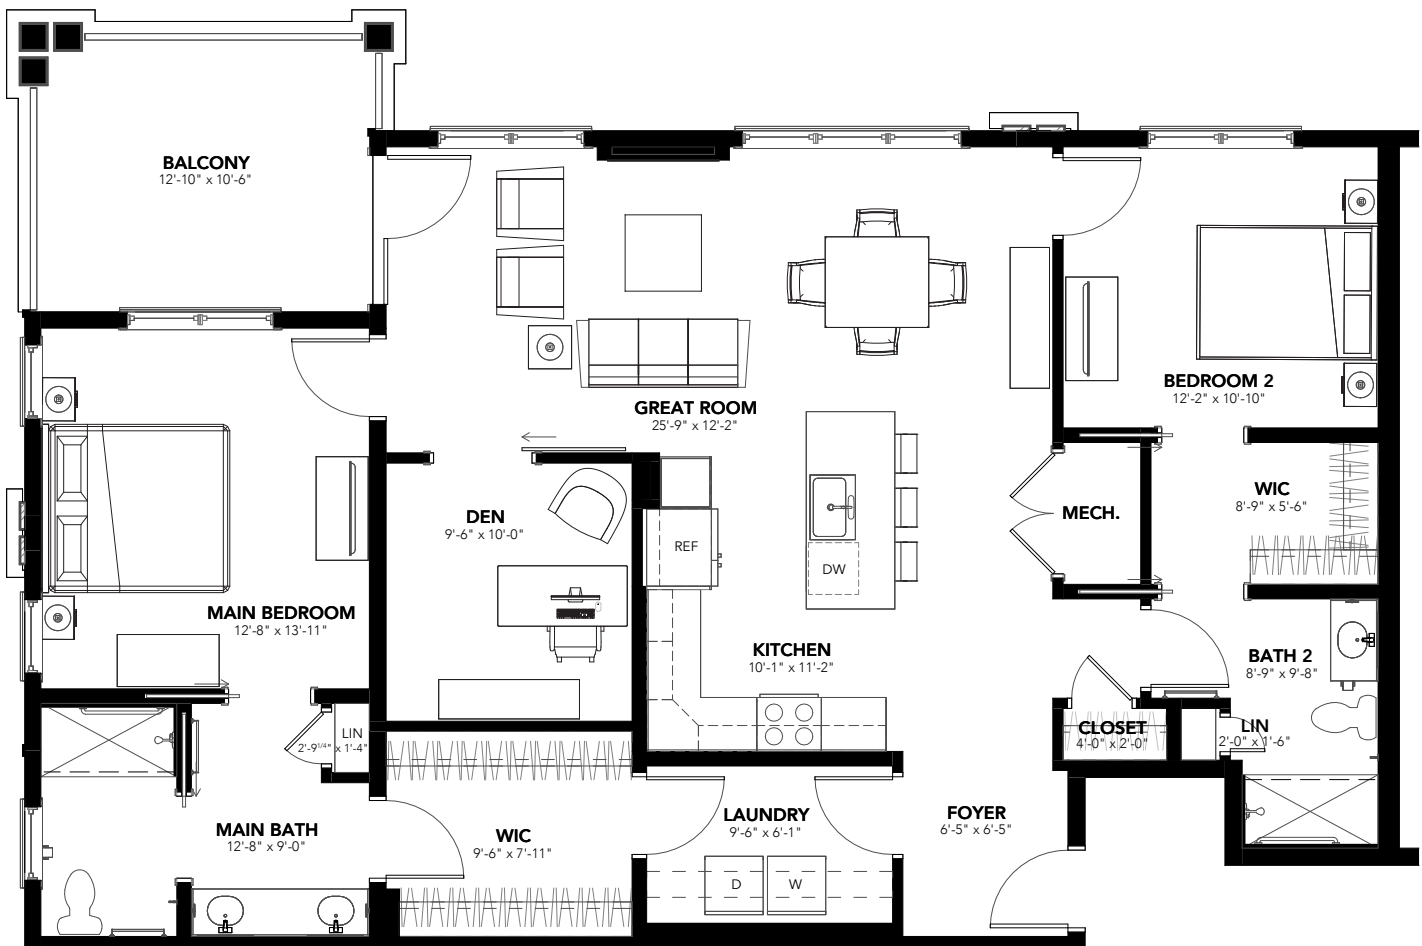 BALCONY
12'-10" x 10'-6"
GREAT ROOM
25'-9" x 12'-2"
BEDROOM 2
12'-2" x 10'-10"
DEN
9'-6" x 10'-0"
REF
DW
MECH.
WIC
8'-9" x 5'-6"
MAIN BEDROOM
12'-8" x 13'-11"
KITCHEN
10'-1" x 11'-2"
BATH 2
8'-9" x 9'-8"
LIN
2'-9¹/⁴" x 1'-4"
CLOSET
4'-0" x 2'-0"
LIN
2'-0" x 1'-6"
MAIN BATH
12'-8" x 9'-0"
WIC
9'-6" x 7'-11"
LAUNDRY
9'-6" x 6'-1"
FOYER
6'-5" x 6'-5"
D
W